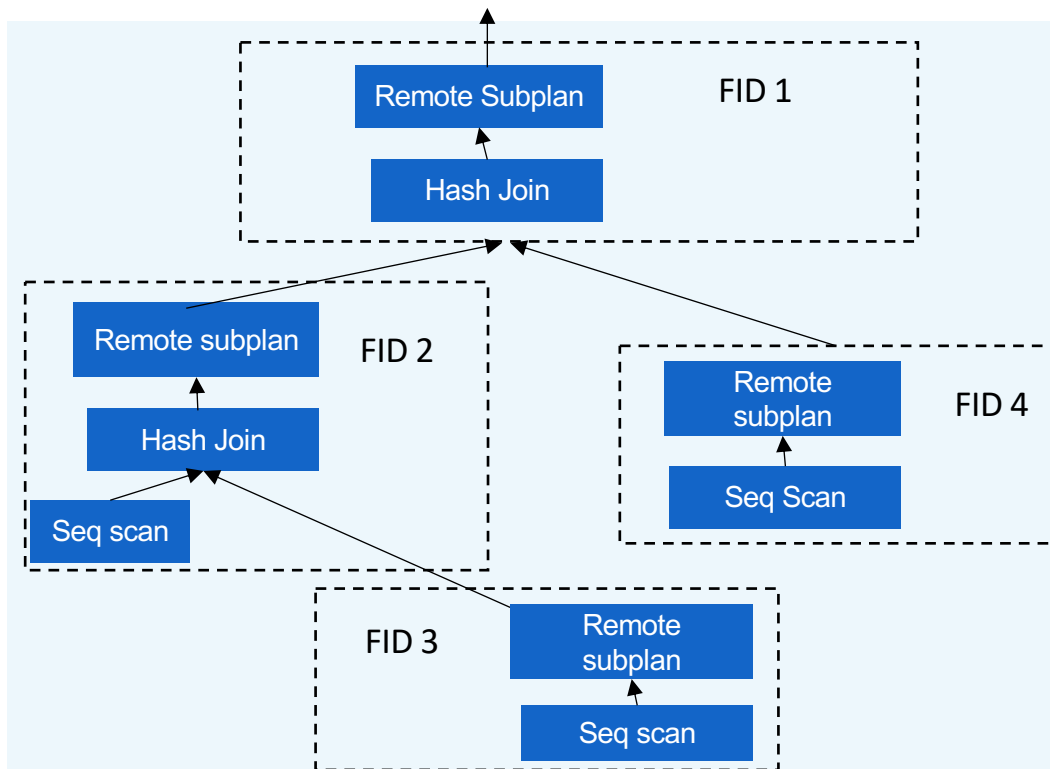 Remote Subplan
FID 1
Hash Join
Remote subplan
FID 2
Hash Join
Seq scan
Remote
subplan
FID 4
Seq Scan
FID 3
Remote
subplan
Seq scan